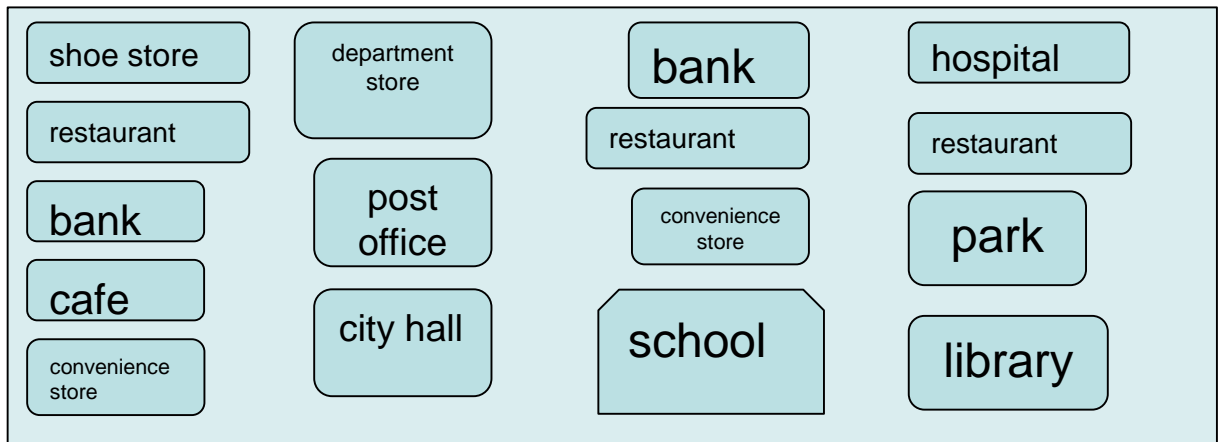 shoe store
restaurant
bank
cafe
convenience
store
department
store
post
office
city hall
bank
restaurant
convenience
store
school
hospital
restaurant
park
library